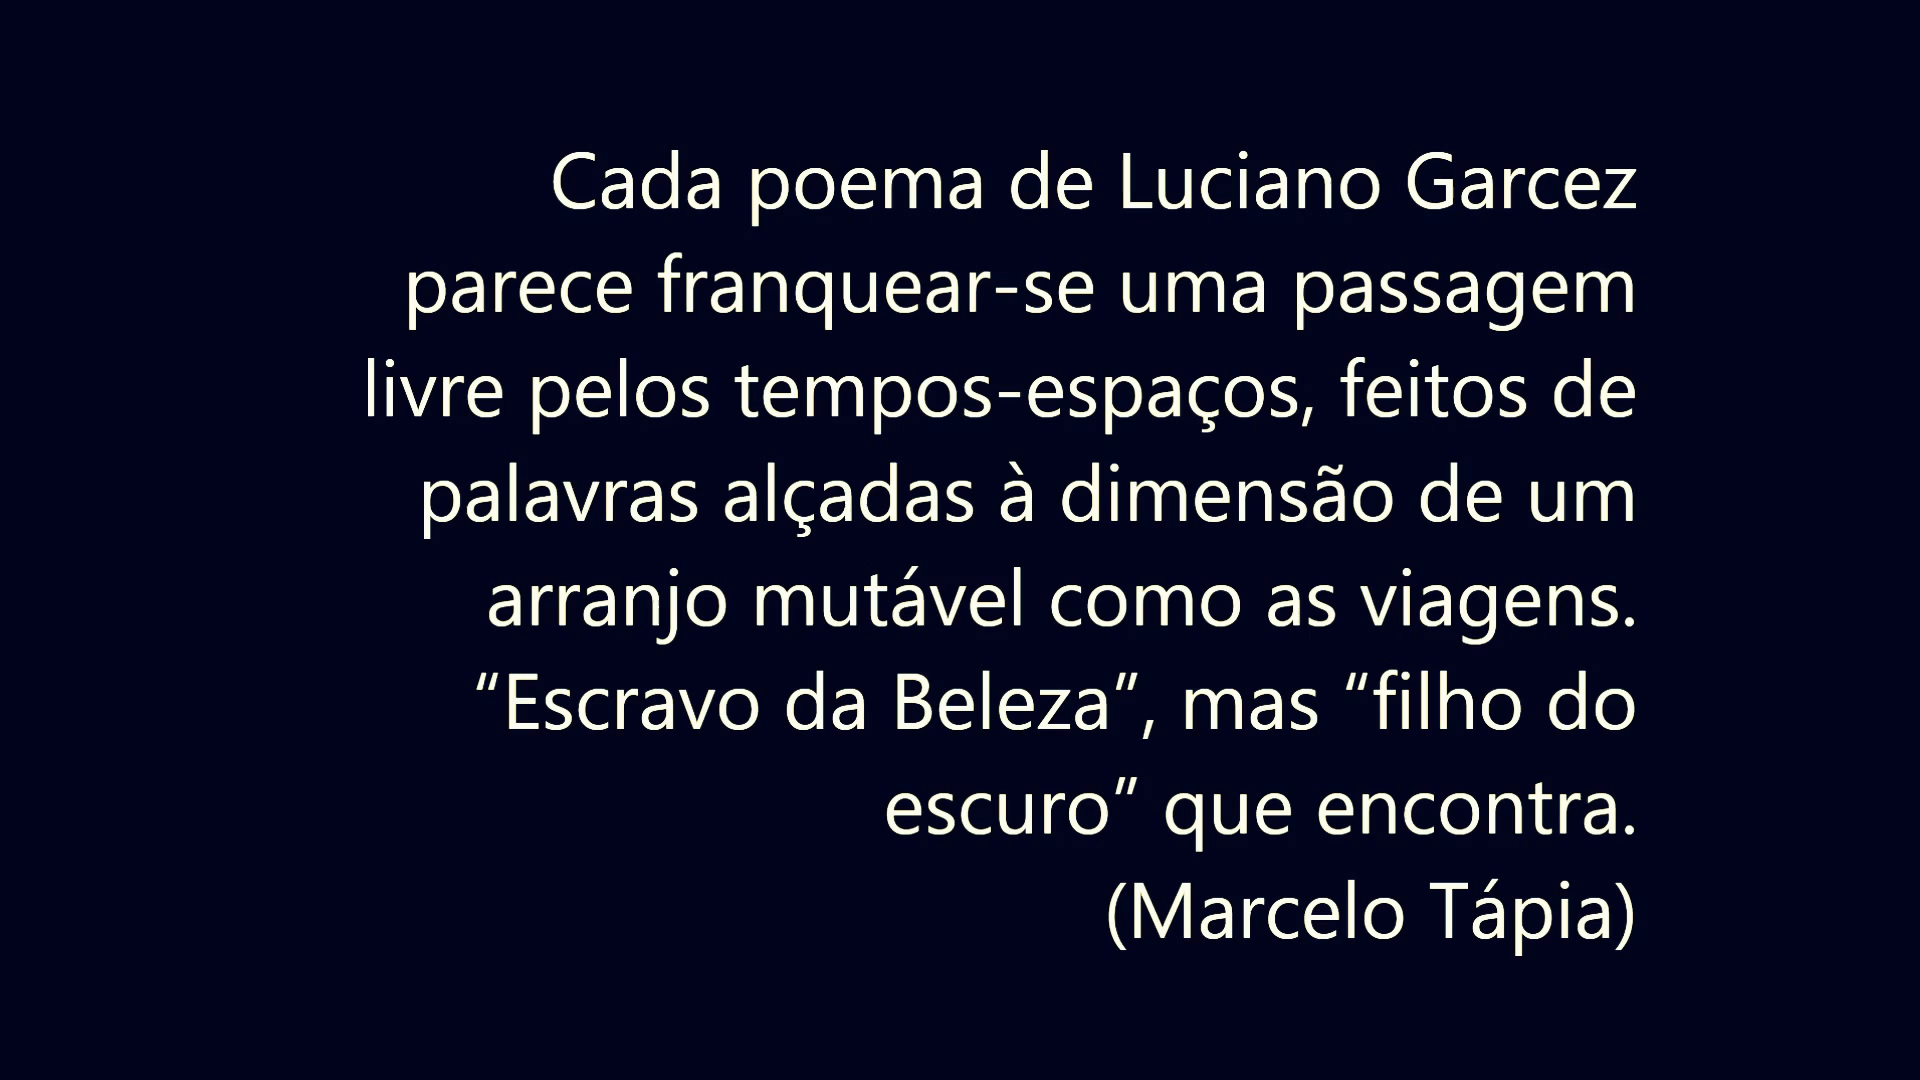 Cada poema de Luciano Garcez
parece franquear-se uma passagem
livre pelos tempos-espaços, feitos de
palavras alçadas à dimensão de um
arranjo mutável como as viagens.
“Escravo da Beleza”, mas “filho do
escuro” que encontra.
(Marcelo Tápia)